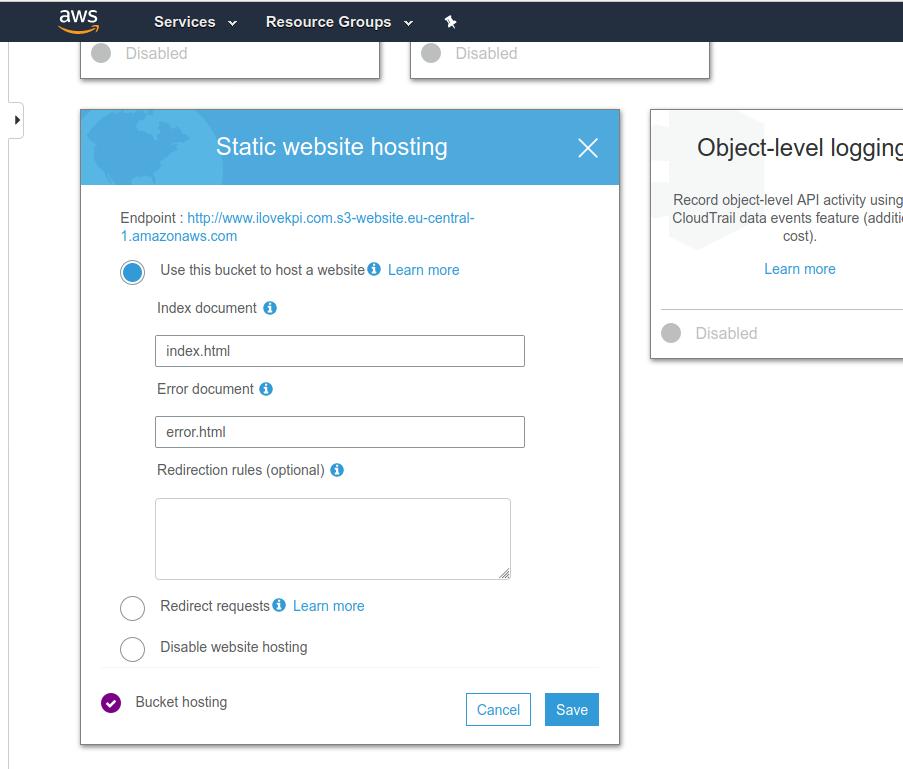 aws
Services
Resource Groups
Disabled
Disabled
Static website hosting
Endpoint : http://www.ilovekpi.com.s3-website.eu-central-
1.amazonaws.com
Use this bucket to host a website Learn more
Index document
index.html
Error document
error.html
Redirection rules (optional)
Redirect requests Learn more
Disable website hosting
Bucket hosting
Cancel
Save
Object-level logging
Record object-level API activity using
CloudTrail data events feature (additio
cost).
Learn more
Disabled